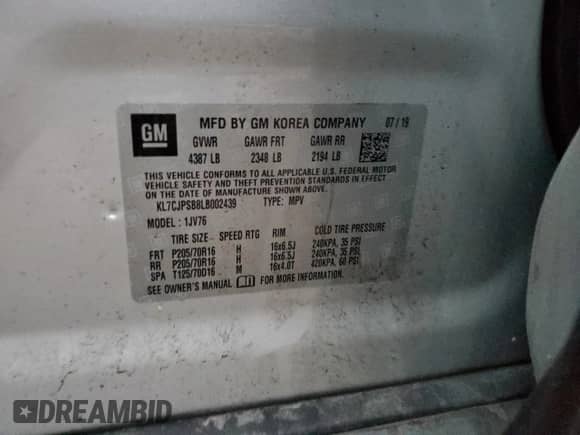 GM
MFD BY GM KOREA COMPANY 07/19
GVWR GAWR FRT GAWR RR
4387 LB 2348 LB 2194 LB
THIS VEHICLE CONFORMS TO ALL APPLICABLE U.S. FEDERAL MOTOR
VEHICLE SAFETY AND THEFT PREVENTION STANDARDS IN EFFECT
ON THE DATE OF MANUFACTURE SHOWN ABOVE.
KL7CJPSB8LB002439 TYPE: MPV
MODEL: 1JV76
TIRE SIZE SPEED RTG RIM COLD TIRE PRESSURE
FRT P205/70R16 H 16x6.5J 240KPA, 35 PSI
RR P205/70R16 H 16x6.5J 240KPA, 35 PSI
SPA T125/70D16 M 16x4.0T 420KPA, 60 PSI
SEE OWNER'S MANUAL FOR MORE INFORMATION.
DREAMBID